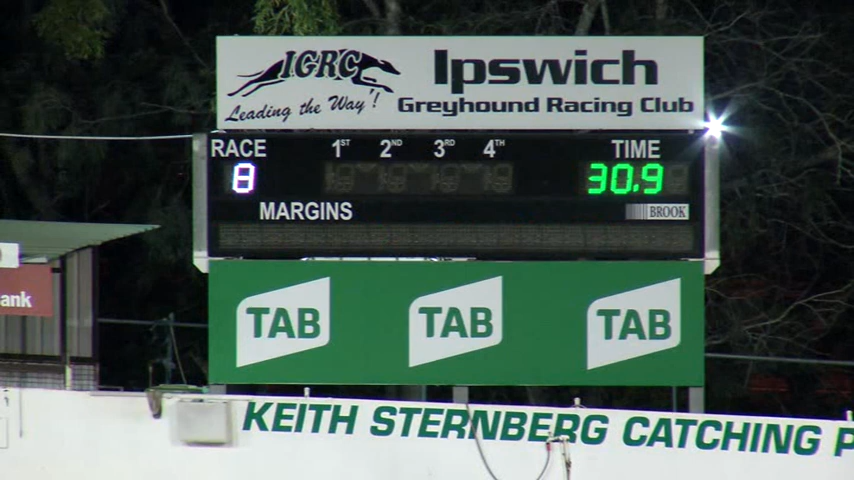 IGRC
Leading the Way!
Ipswich
Greyhound Racing Club
RACE 1ST 2ND 3RD 4TH TIME
8 30.9
MARGINS BROOK
TAB TAB TAB
ank
KEITH STERNBERG CATCHING P